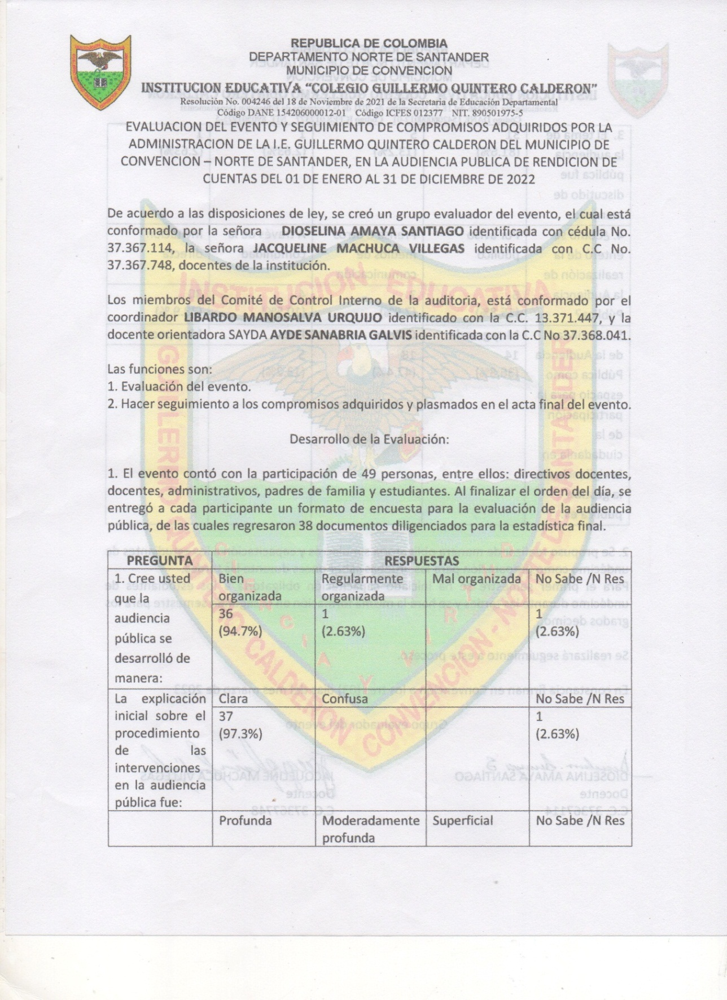 REPUBLICA DE COLOMBIA
DEPARTAMENTO NORTE DE SANTANDER
MUNICIPIO DE CONVENCION
INSTITUCION EDUCATIVA “COLEGIO GUILLERMO QUINTERO CALDERON”
Resolución No. 004246 del 18 de Noviembre de 2021 de la Secretaria de Educación Departamental
Código DANE 154206000012-01 Código ICFES 012377 NIT. 890501975-5
EVALUACION DEL EVENTO Y SEGUIMIENTO DE COMPROMISOS ADQUIRIDOS POR LA
ADMINISTRACION DE LA I.E. GUILLERMO QUINTERO CALDERON DEL MUNICIPIO DE
CONVENCION – NORTE DE SANTANDER, EN LA AUDIENCIA PUBLICA DE RENDICION DE
CUENTAS DEL 01 DE ENERO AL 31 DE DICIEMBRE DE 2022
De acuerdo a las disposiciones de ley, se creó un grupo evaluador del evento, el cual está
conformado por la señora DIOSELINA AMAYA SANTIAGO identificada con cédula No.
37.367.114, la señora JACQUELINE MACHUCA VILLEGAS identificada con C.C No.
37.367.748, docentes de la institución.
Los miembros del Comité de Control Interno de la auditoria, está conformado por el
coordinador LIBARDO MANOSALVA URQUIJO identificado con la C.C. 13.371.447, y la
docente orientadora SAYDA AYDE SANABRIA GALVIS identificada con la C.C No 37.368.041.
Las funciones son:
1. Evaluación del evento.
2. Hacer seguimiento a los compromisos adquiridos y plasmados en el acta final del evento.
Desarrollo de la Evaluación:
1. El evento contó con la participación de 49 personas, entre ellos: directivos docentes,
docentes, administrativos, padres de familia y estudiantes. Al finalizar el orden del día, se
entregó a cada participante un formato de encuesta para la evaluación de la audiencia
pública, de las cuales regresaron 38 documentos diligenciados para la estadística final.
PREGUNTA RESPUESTAS
1. Cree usted
que la
audiencia
pública se
desarrolló de
manera:
Bien
organizada
Regularmente
organizada
Mal organizada
No Sabe /N Res
36
(94.7%)
1
(2.63%)
1
(2.63%)
La explicación
inicial sobre el
procedimiento
de las
intervenciones
en la audiencia
pública fue:
Clara
Confusa
No Sabe /N Res
37
(97.3%)
1
(2.63%)
Profunda
Moderadamente
profunda
Superficial
No Sabe /N Res
INSTITUCION EDUCATIVA
GUILLERMO QUINTERO CALDERON
CONVENCION - NORTE DE SANTANDER
CIENCIA Y VIRTUD